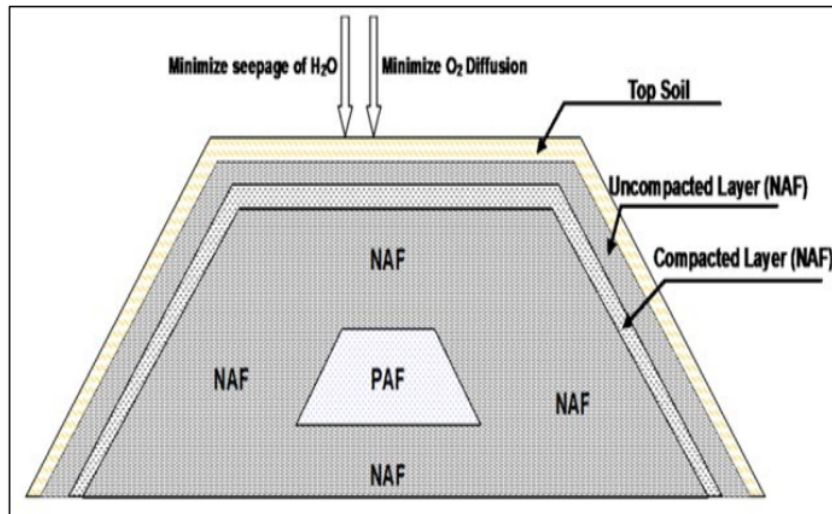 Minimize seepage of H₂O
Minimize O₂ Diffusion
Top Soil
Uncompacted Layer (NAF)
Compacted Layer (NAF)
NAF
NAF
PAF
NAF
NAF